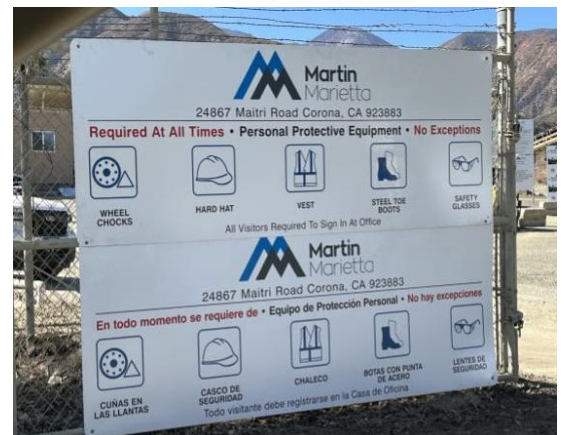 Martin
Marietta
24867 Maitri Road Corona, CA 923883
Required At All Times • Personal Protective Equipment • No Exceptions
WHEEL
CHOCKS
HARD HAT
VEST
STEEL TOE
BOOTS
SAFETY
GLASSES
All Visitors Required To Sign In At Office
Martin
Marietta
24867 Maitri Road Corona, CA 923883
En todo momento se requiere de • Equipo de Protección Personal • No hay excepciones
CUÑAS EN
LAS LLANTAS
CASCO DE
SEGURIDAD
CHALECO
BOTAS CON PUNTA
DE ACERO
LENTES DE
SEGURIDAD
Todo visitante debe registrarse en la Casa de Oficina